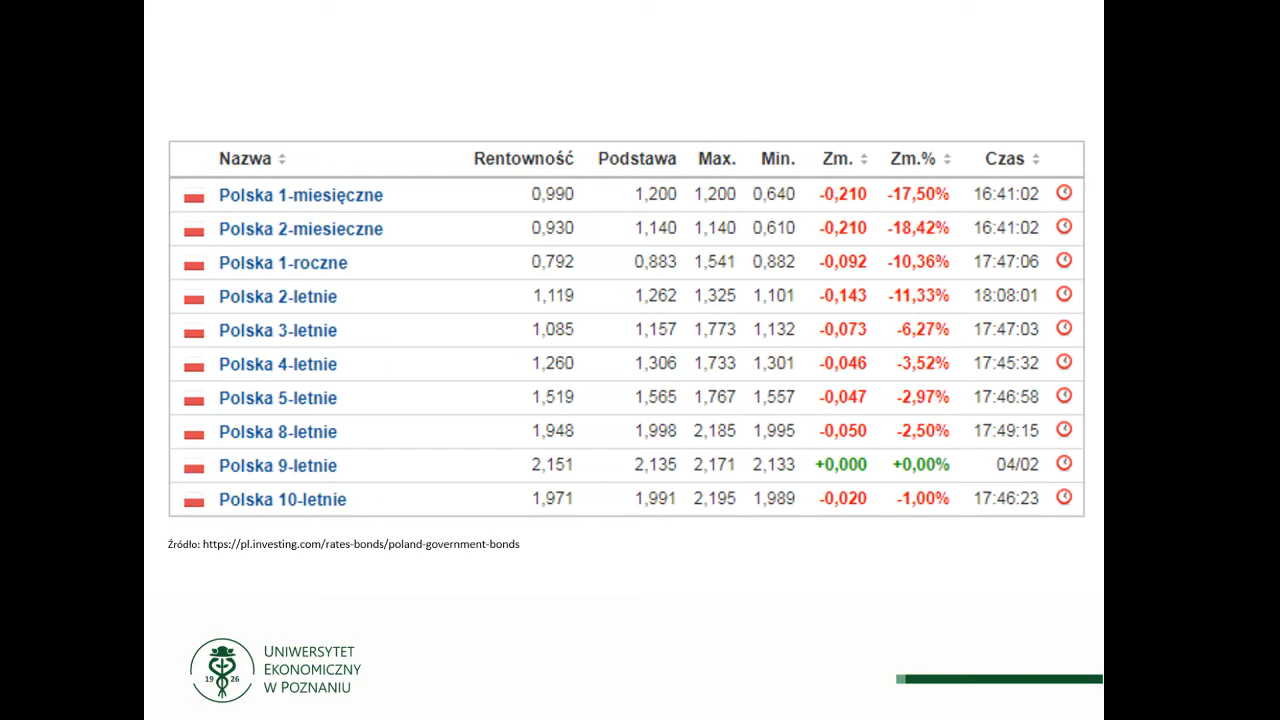 Nazwa Rentowność Podstawa Max. Min. Zm. Zm.% Czas
Polska 1-miesięczne 0,990 1,200 1,200 0,640 -0,210 -17,50% 16:41:02
Polska 2-miesieczne 0,930 1,140 1,140 0,610 -0,210 -18,42% 16:41:02
Polska 1-roczne 0,792 0,883 1,541 0,882 -0,092 -10,36% 17:47:06
Polska 2-letnie 1,119 1,262 1,325 1,101 -0,143 -11,33% 18:08:01
Polska 3-letnie 1,085 1,157 1,773 1,132 -0,073 -6,27% 17:47:03
Polska 4-letnie 1,260 1,306 1,733 1,301 -0,046 -3,52% 17:45:32
Polska 5-letnie 1,519 1,565 1,767 1,557 -0,047 -2,97% 17:46:58
Polska 8-letnie 1,948 1,998 2,185 1,995 -0,050 -2,50% 17:49:15
Polska 9-letnie 2,151 2,135 2,171 2,133 +0,000 +0,00% 04/02
Polska 10-letnie 1,971 1,991 2,195 1,989 -0,020 -1,00% 17:46:23
Źródło: https://pl.investing.com/rates-bonds/poland-government-bonds
19 26
UNIWERSYTET
EKONOMICZNY
W POZNANIU